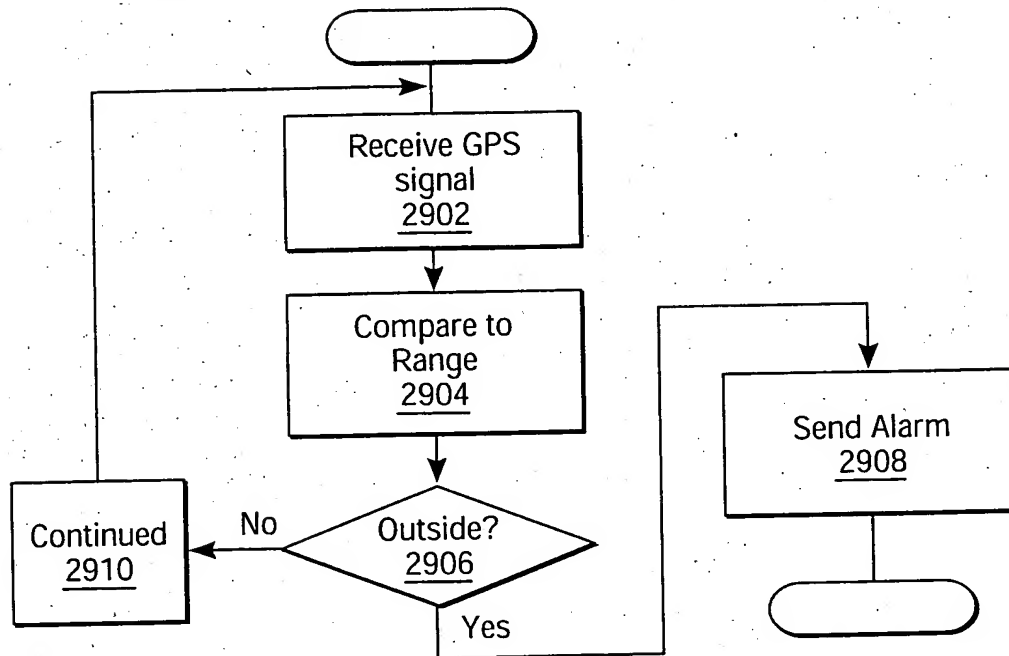 Receive GPS
signal
2902
Compare to
Range
2904
Outside?
2906
No
Continued
2910
Yes
Send Alarm
2908